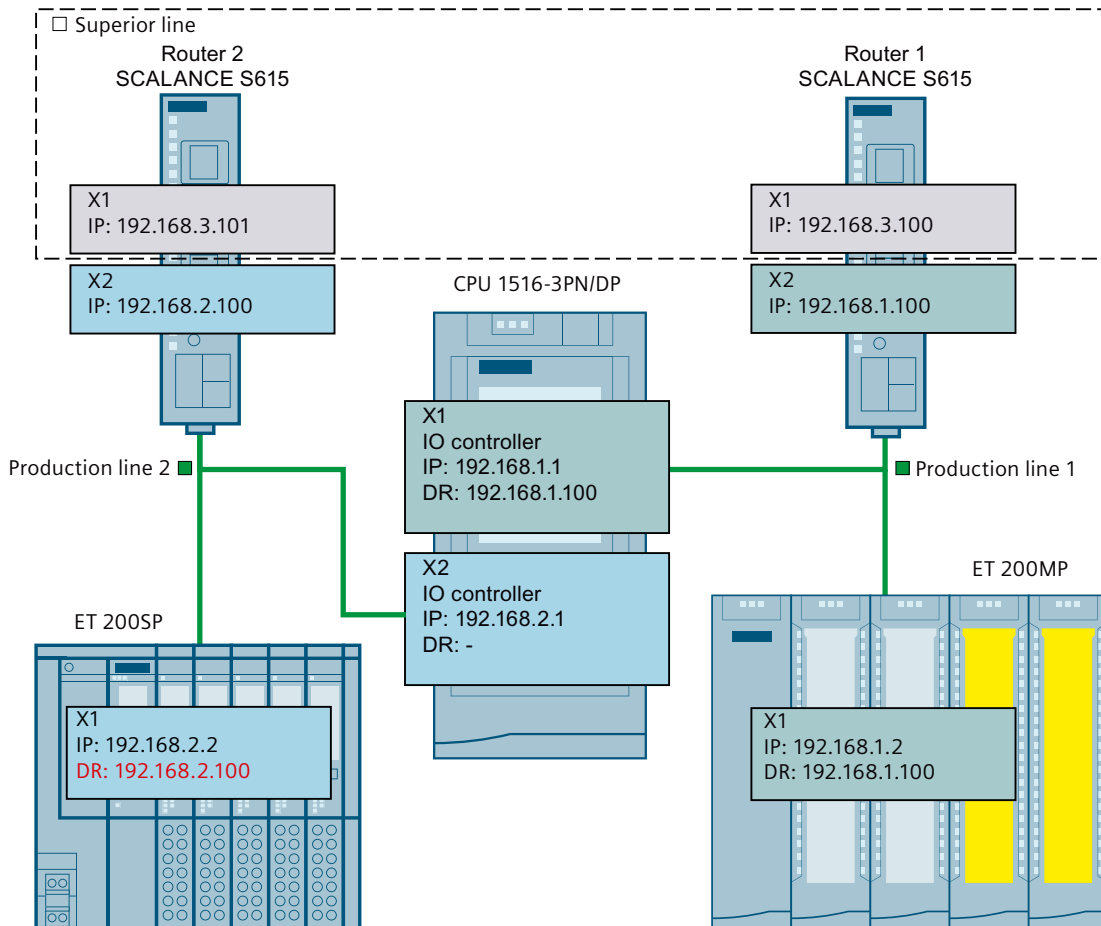 Superior line
Router 2
SCALANCE S615
Router 1
SCALANCE S615
X1
IP: 192.168.3.101
X1
IP: 192.168.3.100
X2
IP: 192.168.2.100
CPU 1516-3PN/DP
X2
IP: 192.168.1.100
X1
IO controller
IP: 192.168.1.1
DR: 192.168.1.100
Production line 2
Production line 1
X2
IO controller
IP: 192.168.2.1
DR: -
ET 200SP
ET 200MP
X1
IP: 192.168.2.2
DR: 192.168.2.100
X1
IP: 192.168.1.2
DR: 192.168.1.100